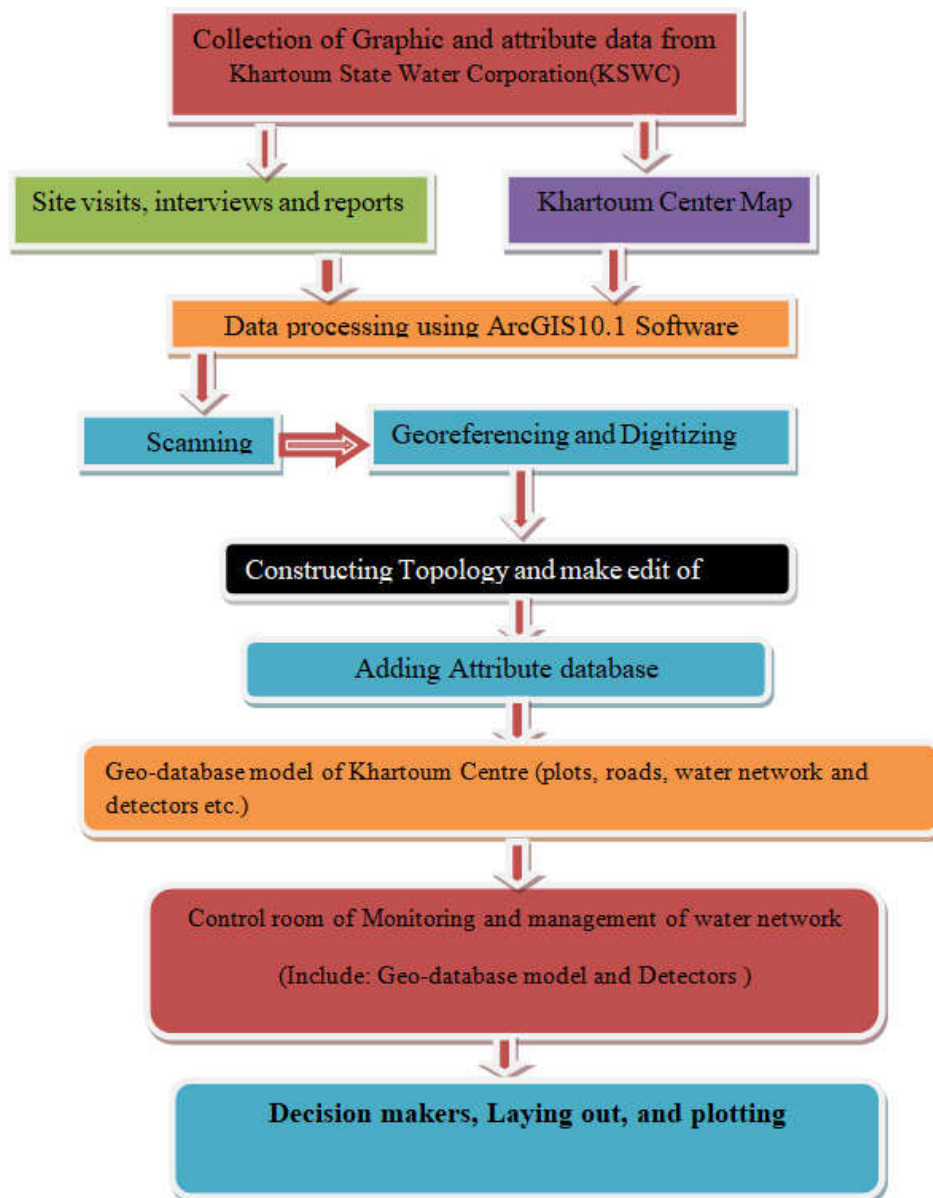 Collection of Graphic and attribute data from
Khartoum State Water Corporation(KSWC)
Site visits, interviews and reports
Khartoum Center Map
Data processing using ArcGIS10.1 Software
Scanning
Georeferencing and Digitizing
Constructing Topology and make edit of
Adding Attribute database
Geo-database model of Khartoum Centre (plots, roads, water network and
detectors etc.)
Control room of Monitoring and management of water network
(Include: Geo-database model and Detectors )
Decision makers, Laying out, and plotting